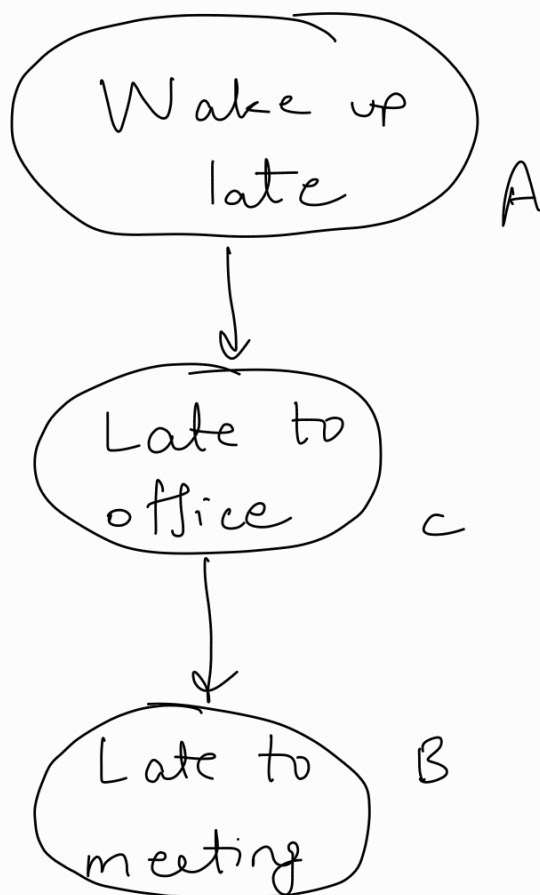 Wake up
late
A
Late to
office
C
Late to
B
meeting